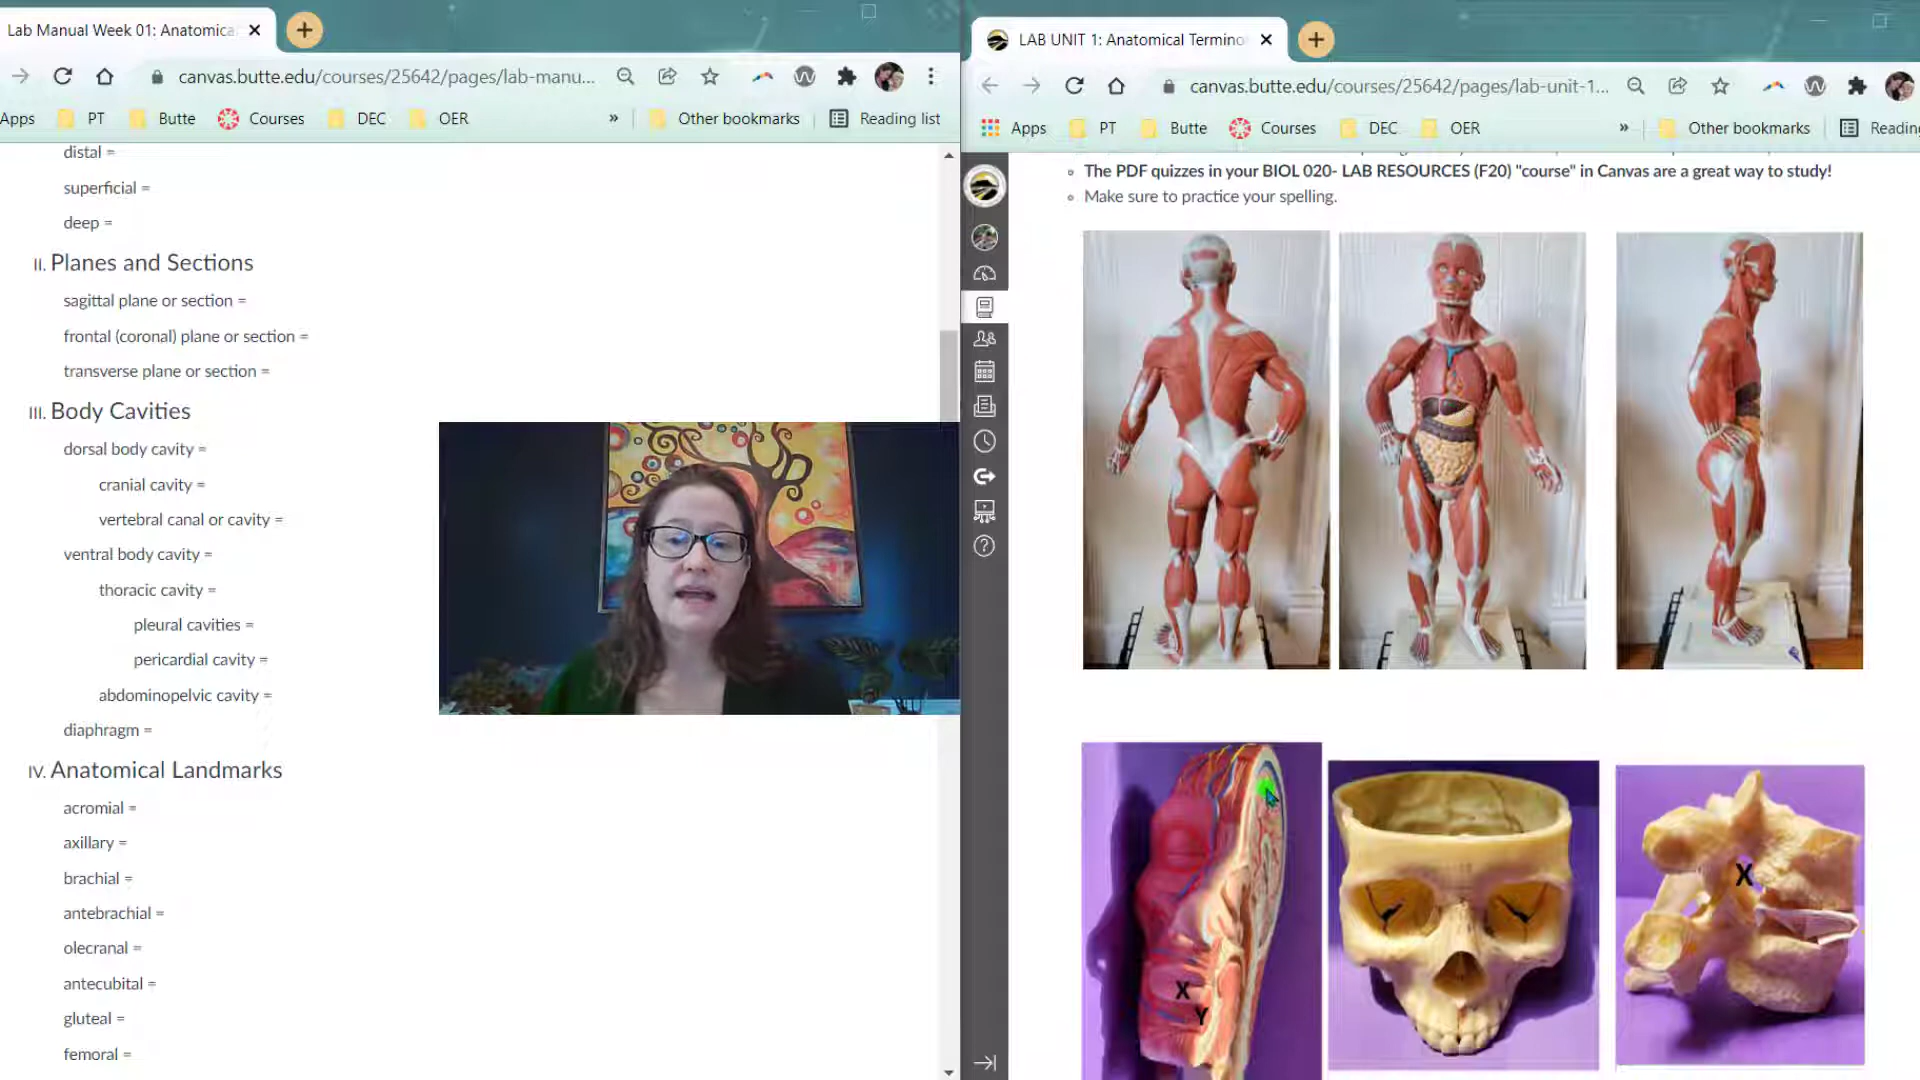 Lab Manual Week 01: Anatomica
canvas.butte.edu/courses/25642/pages/lab-manu...
Apps PT Butte Courses DEC OER » Other bookmarks Reading list
distal =
superficial =
deep =
II. Planes and Sections
sagittal plane or section =
frontal (coronal) plane or section =
transverse plane or section =
III. Body Cavities
dorsal body cavity =
cranial cavity =
vertebral canal or cavity =
ventral body cavity =
thoracic cavity =
pleural cavities =
pericardial cavity =
abdominopelvic cavity =
diaphragm =
IV. Anatomical Landmarks
acromial =
axillary =
brachial =
antebrachial =
olecranal =
antecubital =
gluteal =
femoral =
LAB UNIT 1: Anatomical Termino
canvas.butte.edu/courses/25642/pages/lab-unit-1...
Apps PT Butte Courses DEC OER » Other bookmarks Reading
The PDF quizzes in your BIOL 020- LAB RESOURCES (F20) "course" in Canvas are a great way to study!
Make sure to practice your spelling.
X
Y
X